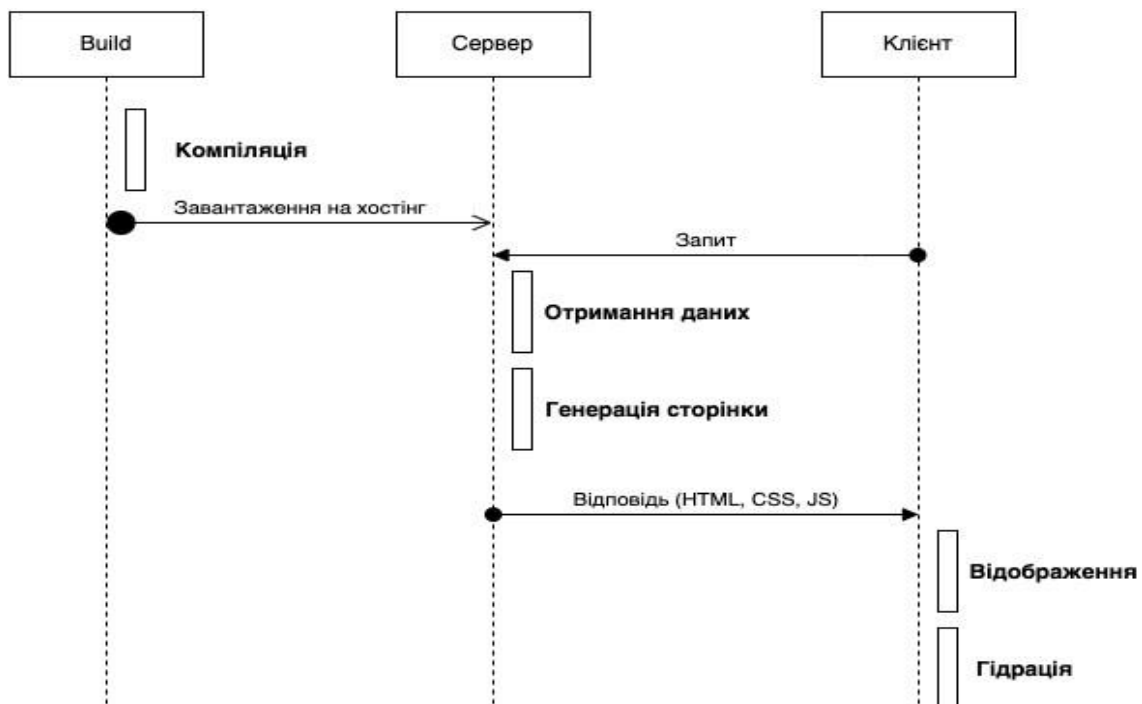 Build
Сервер
Клієнт
Компіляція
Завантаження на хостінг
Запит
Отримання даних
Генерація сторінки
Відповідь (HTML, CSS, JS)
Відображення
Гідрація